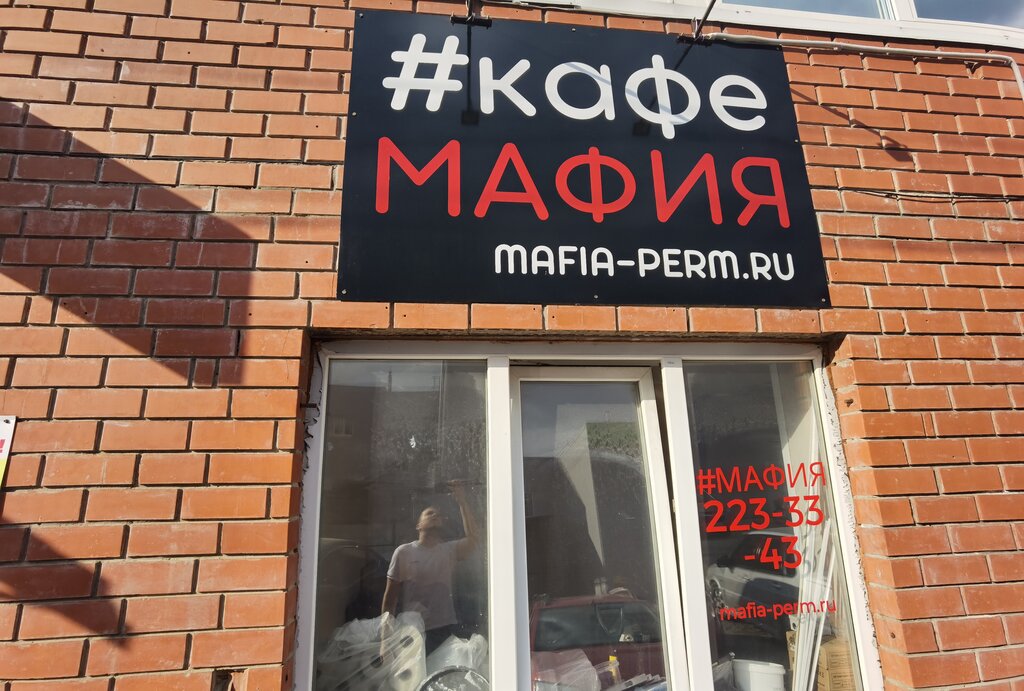 #кафе
МАФИЯ
MAFIA-PERM.RU
#МАФИЯ
223-33
-43
mafia-perm.ru